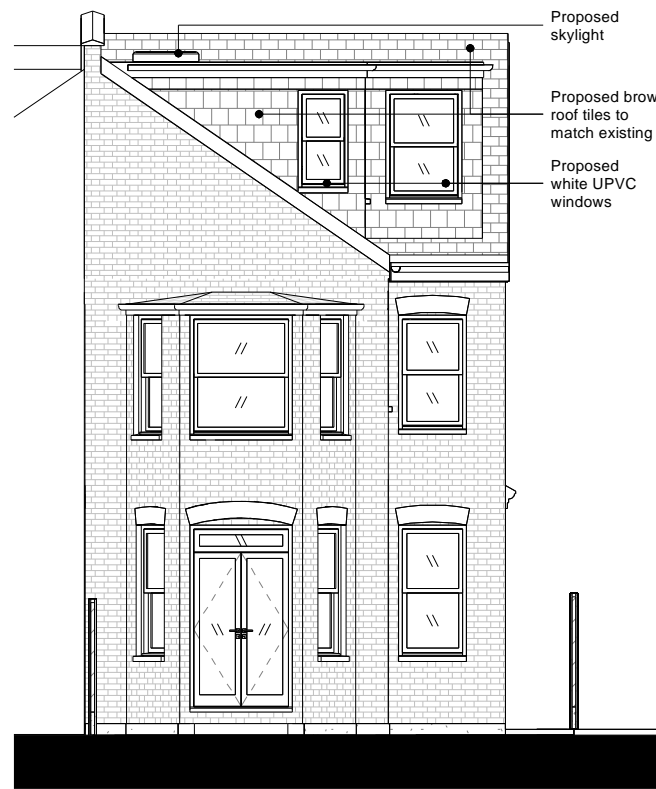 Proposed
skylight
Proposed brow
roof tiles to
match existing
Proposed
white UPVC
windows